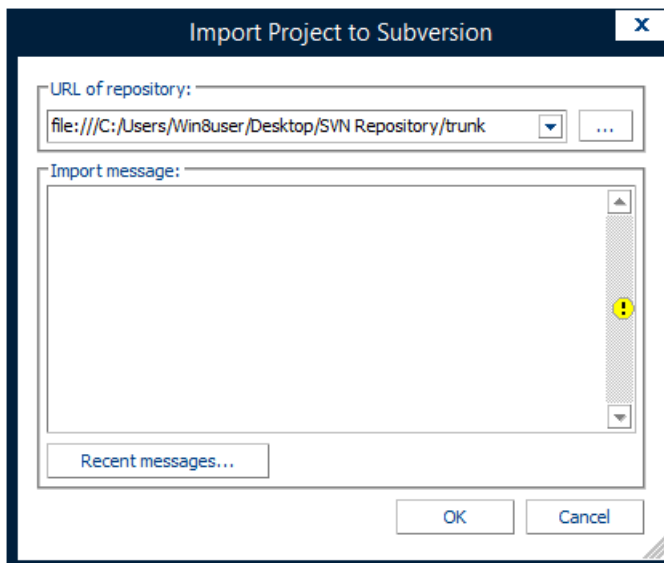 Import Project to Subversion
x
URL of repository:
file:///C:/Users/Win8user/Desktop/SVN Repository/trunk
...
Import message:
!
Recent messages...
OK
Cancel